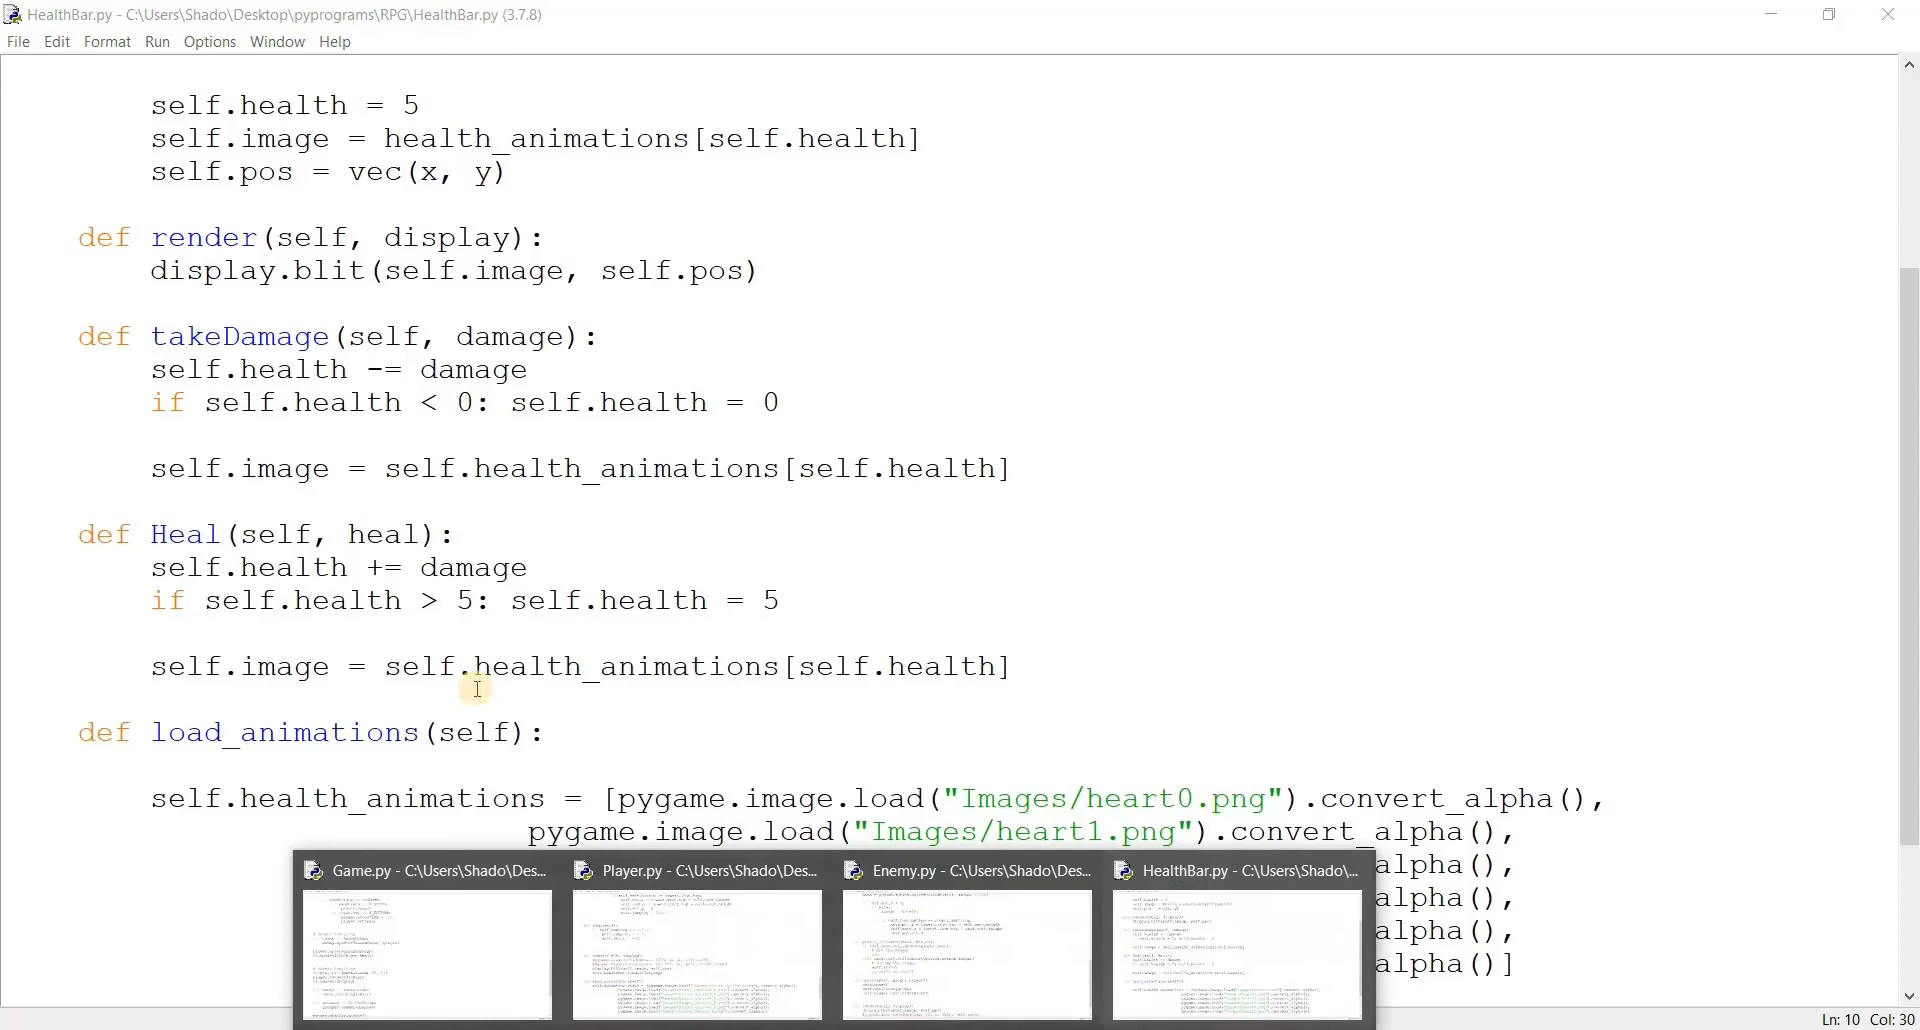 HealthBar.py - C:\Users\Shado\Desktop\pyprograms\RPG\HealthBar.py (3.7.8)
File Edit Format Run Options Window Help
self.health = 5
self.image = health_animations[self.health]
self.pos = vec(x, y)
def render(self, display):
display.blit(self.image, self.pos)
def takeDamage(self, damage):
self.health -= damage
if self.health < 0: self.health = 0
self.image = self.health_animations[self.health]
def Heal(self, heal):
self.health += damage
if self.health > 5: self.health = 5
self.image = self.health_animations[self.health]
def load_animations(self):
self.health_animations = [pygame.image.load("Images/heart0.png").convert_alpha(),
pygame.image.load("Images/heart1.png").convert_alpha(),
alpha(),
alpha(),
alpha(),
alpha()]
Game.py - C:\Users\Shado\Des... Player.py - C:\Users\Shado\Des... Enemy.py - C:\Users\Shado\Des... HealthBar.py - C:\Users\Shado\...
Ln: 10 Col: 30